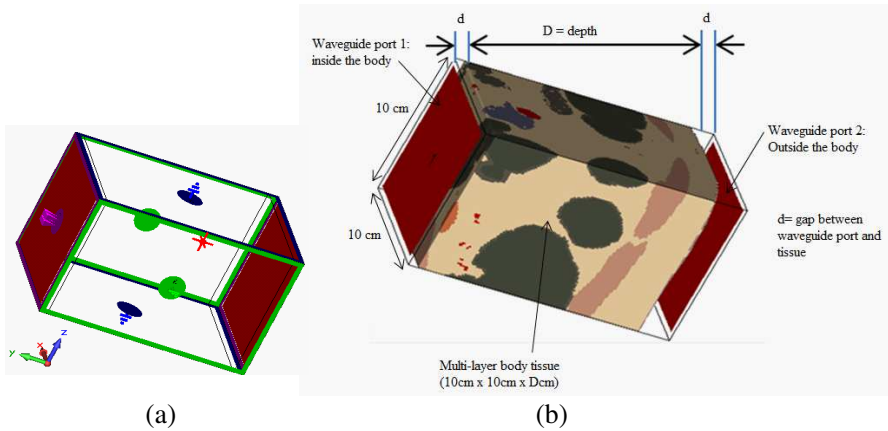 d
d
D = depth
Waveguide port 1:
inside the body
10 cm
10 cm
Waveguide port 2:
Outside the body
d= gap between
waveguide port and
tissue
Multi-layer body tissue
(10cm x 10cm x Dcm)
Y
X
Z
(a)
(b)